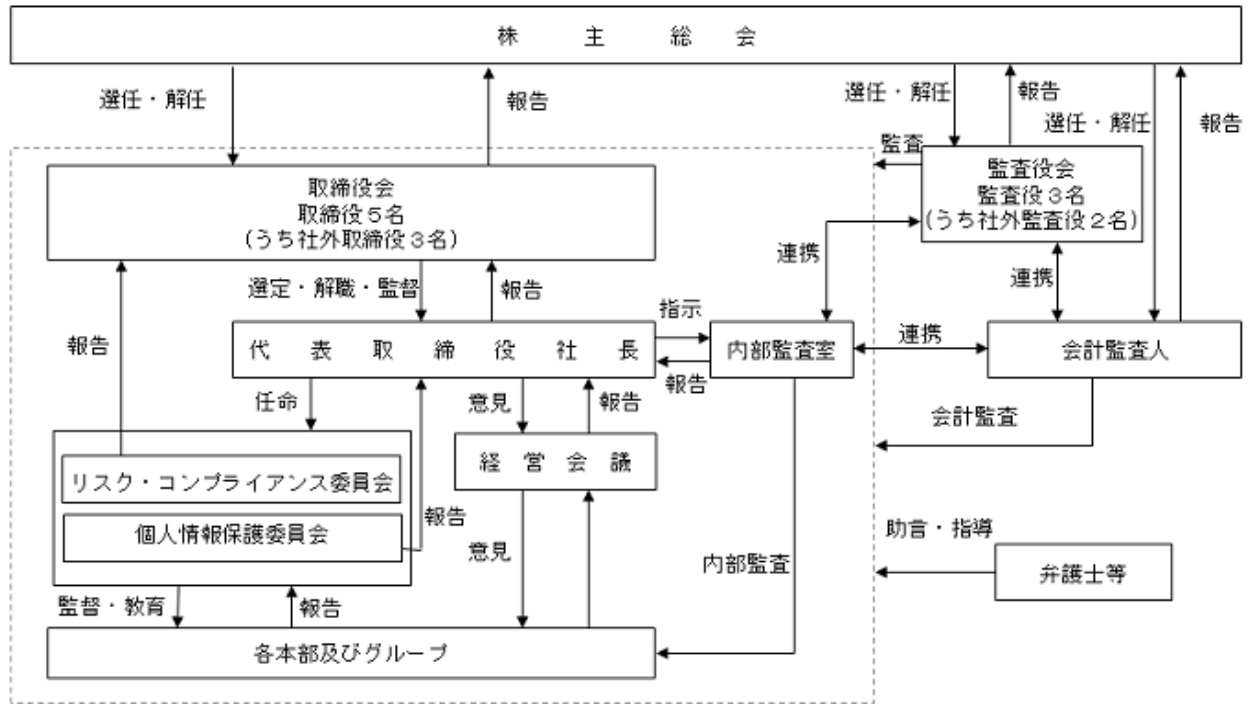 株主総会
選任・解任
報告
選任・解任
報告
選任・解任
報告
監査
取締役会
取締役5名
(うち社外取締役3名)
監査役会
監査役3名
(うち社外監査役2名)
選定・解職・監督
報告
連携
連携
報告
代表取締役社長
指示
報告
内部監査室
連携
会計監査人
任命
意見
報告
会計監査
経営会議
リスク・コンプライアンス委員会
個人情報保護委員会
報告
意見
内部監査
助言・指導
弁護士等
監督・教育
報告
各本部及びグループ